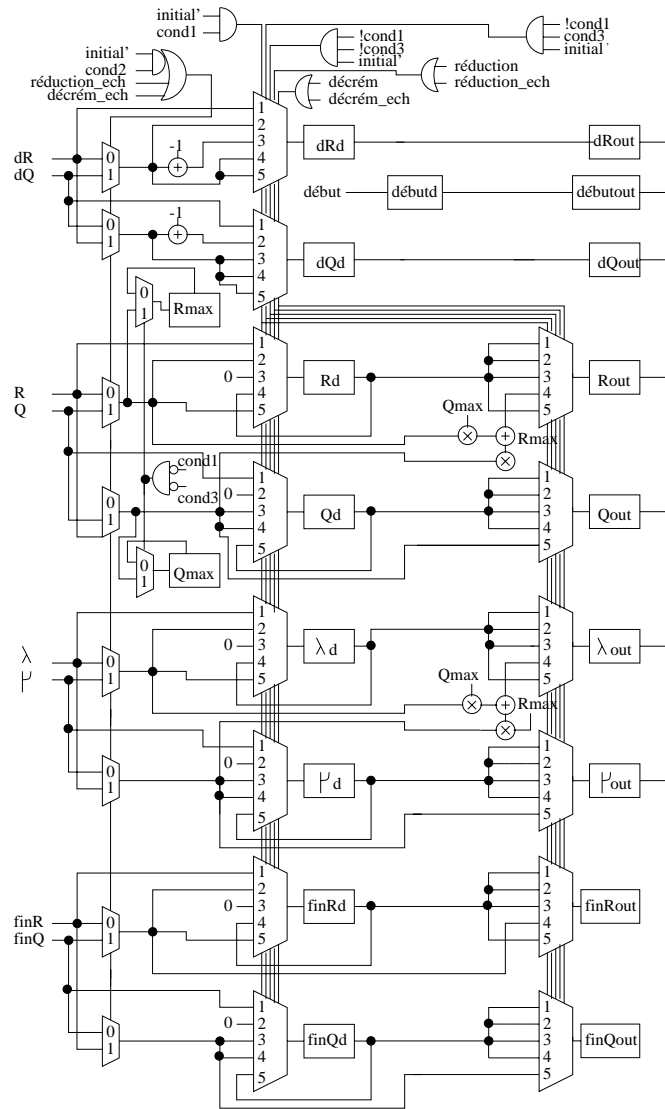 initial'
cond1
!cond1
!cond3
initial'
!cond1
cond3
initial'
initial'
cond2
réduction_ech
décrém_ech
décrém
décrém_ech
réduction
réduction_ech
dR
dQ
0
1
-1
+
1
2
3
4
5
dRd
dRout
début
débutd
débutout
0
1
-1
+
1
2
3
4
5
dQd
dQout
0
1
Rmax
R
Q
0
1
0
1
2
3
4
5
Rd
1
2
3
4
5
Rout
Qmax
×
+
Rmax
×
cond1
cond3
0
1
0
1
2
3
4
5
Qd
1
2
3
4
5
Qout
0
1
Qmax
λ
μ
0
1
0
1
2
3
4
5
λ d
1
2
3
4
5
λ out
Qmax
×
+
Rmax
×
0
1
0
1
2
3
4
5
μ d
1
2
3
4
5
μ out
finR
finQ
0
1
0
1
2
3
4
5
finRd
1
2
3
4
5
finRout
0
1
0
1
2
3
4
5
finQd
1
2
3
4
5
finQout